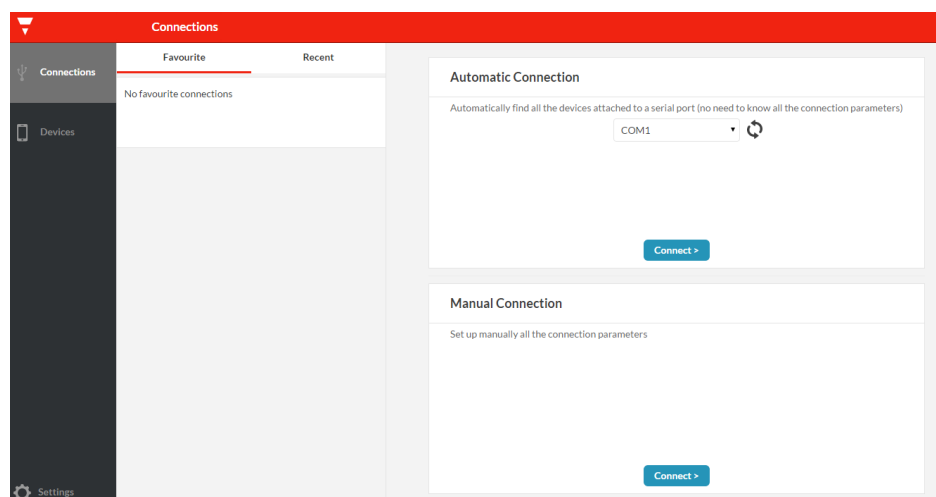 Connections
Connections
Devices
Settings
Favourite
Recent
No favourite connections
Automatic Connection
Automatically find all the devices attached to a serial port (no need to know all the connection parameters)
COM1
Connect >
Manual Connection
Set up manually all the connection parameters
Connect >